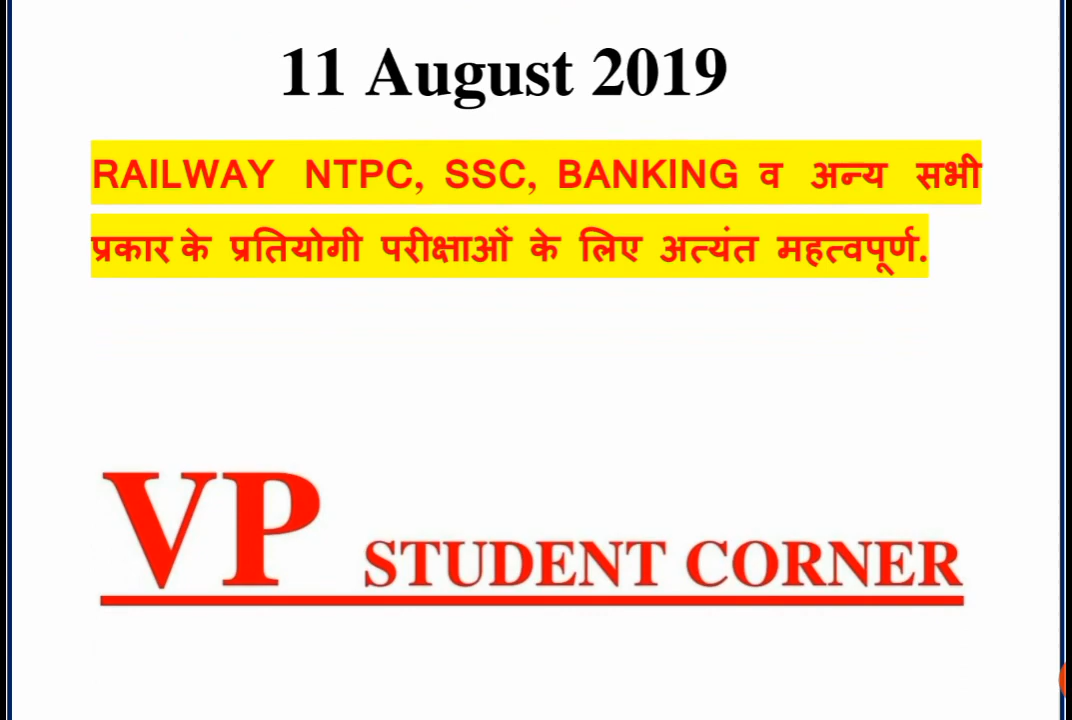 11 August 2019
RAILWAY NTPC, SSC, BANKING व अन्य सभी
प्रकार के प्रतियोगी परीक्षाओं के लिए अत्यंत महत्वपूर्ण.
VP STUDENT CORNER